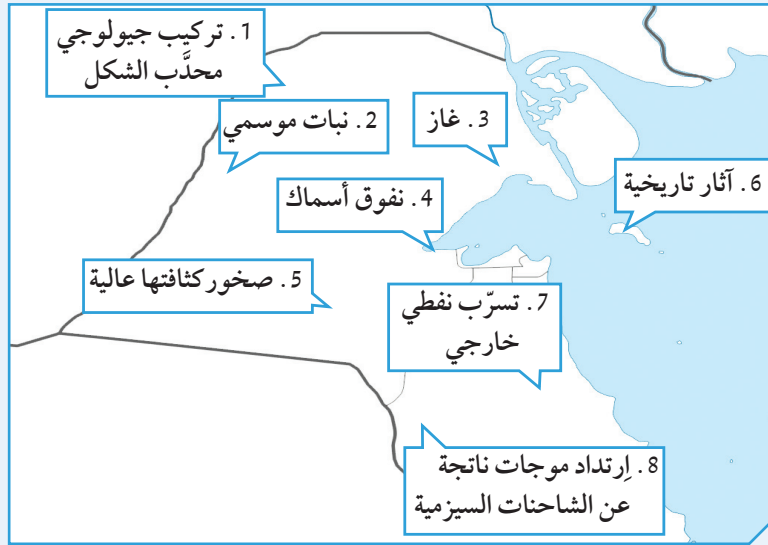 1. تركيب جيولوجي
محدَّب الشكل
2. نبات موسمي
3. غاز
4. نفوق أسماك
5. صخور كثافتها عالية
6. آثار تاريخية
7. تسرّب نفطي
خارجي
8. اِرتداد موجات ناتجة
عن الشاحنات السيزمية